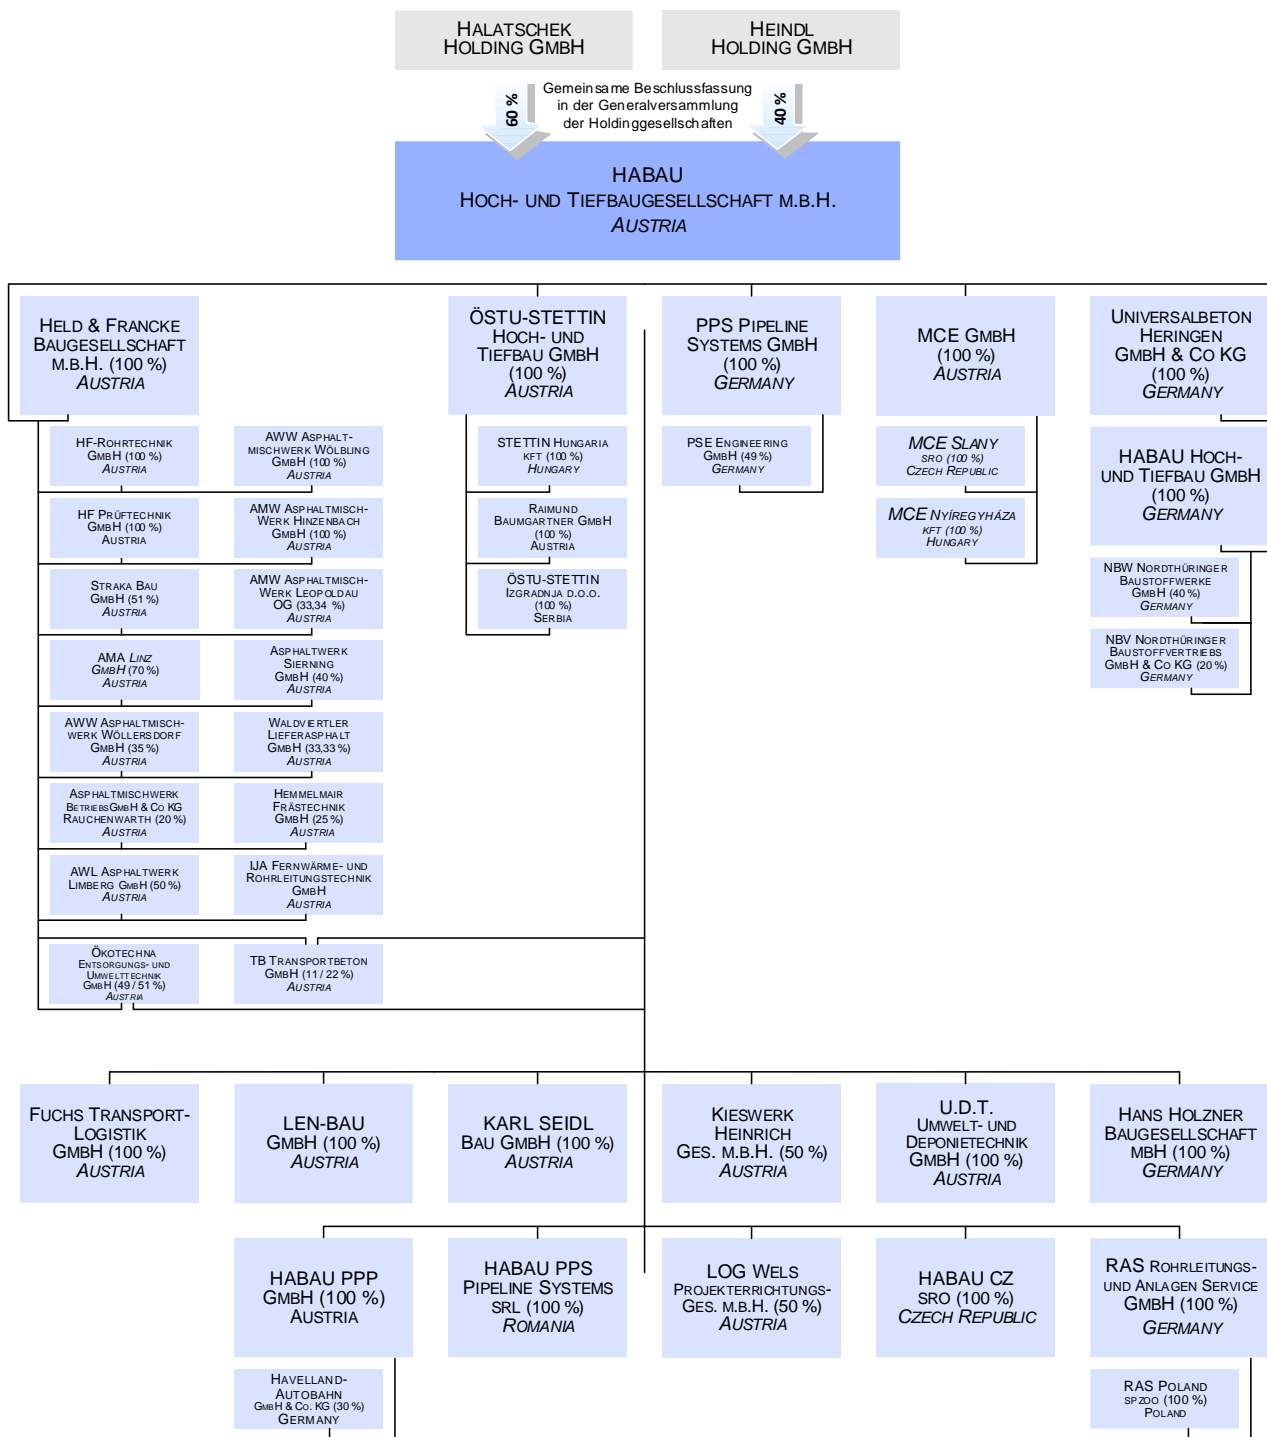 HALATSCHEK
HOLDING GMBH
HEINDL
HOLDING GMBH
60 %
Gemeinsame Beschlussfassung
in der Generalversammlung
der Holdinggesellschaften
40 %
HABAU
HOCH- UND TIEFBAUGESELLSCHAFT M.B.H.
AUSTRIA
HELD & FRANCKE
BAUGESELLSCHAFT
M.B.H. (100 %)
AUSTRIA
ÖSTU-STETTIN
HOCH- UND
TIEFBAU GMBH
(100 %)
AUSTRIA
PPS PIPELINE
SYSTEMS GMBH
(100 %)
GERMANY
MCE GMBH
(100 %)
AUSTRIA
UNIVERSALBETON
HERINGEN
GMBH & CO KG
(100 %)
GERMANY
HF-ROHRTECHNIK
GMBH (100 %)
AUSTRIA
AWW ASPHALT-
MISCHWERK WÖLBLING
GMBH (100 %)
AUSTRIA
STETTIN HUNGARIA
KFT (100 %)
HUNGARY
PSE ENGINEERING
GMBH (49 %)
GERMANY
MCE SLANY
SRO (100 %)
CZECH REPUBLIC
HABAU HOCH-
UND TIEFBAU GMBH
(100 %)
GERMANY
HF PRÜFTECHNIK
GMBH (100 %)
AUSTRIA
AMW ASPHALTMISCH-
WERK HINZENBACH
GMBH (100 %)
AUSTRIA
RAIMUND
BAUMGARTNER GMBH
(100 %)
AUSTRIA
MCE NYÍREGYHÁZA
KFT (100 %)
HUNGARY
STRAKA BAU
GMBH (51 %)
AUSTRIA
AMW ASPHALTMISCH-
WERK LEOPOLDAU
OG (33,34 %)
AUSTRIA
ÖSTU-STETTIN
IZGRADNJA D.O.O.
(100 %)
SERBIA
NBW NORDTHÜRINGER
BAUSTOFFWERKE
GMBH (40 %)
GERMANY
AMA LINZ
GMBH (70 %)
AUSTRIA
ASPHALTWERK
SIERNING
GMBH (40 %)
AUSTRIA
NBV NORDTHÜRINGER
BAUSTOFFVERTRIEBS
GMBH & CO KG (20 %)
GERMANY
AWW ASPHALTMISCH-
WERK WÖLLERSDORF
GMBH (35 %)
AUSTRIA
WALDVIERTLER
LIEFERASPHALT
GMBH (33,33 %)
AUSTRIA
ASPHALTMISCHWERK
BETRIEBSGMBH & CO KG
RAUCHENWARTH (20 %)
AUSTRIA
HEMMELMAIR
FRÄSTECHNIK
GMBH (25 %)
AUSTRIA
AWL ASPHALTWERK
LIMBERG GMBH (50 %)
AUSTRIA
IJA FERNWÄRME- UND
ROHRLEITUNGSTECHNIK
GMBH
AUSTRIA
ÖKOTECHNA
ENTSORGUNGS- UND
UMWELTTECHNIK
GMBH (49 / 51 %)
AUSTRIA
TB TRANSPORTBETON
GMBH (11 / 22 %)
AUSTRIA
FUCHS TRANSPORT-
LOGISTIK
GMBH (100 %)
AUSTRIA
LEN-BAU
GMBH (100 %)
AUSTRIA
KARL SEIDL
BAU GMBH (100 %)
AUSTRIA
KIESWERK
HEINRICH
GES. M.B.H. (50 %)
AUSTRIA
U.D.T.
UMWELT- UND
DEPONIETECHNIK
GMBH (100 %)
AUSTRIA
HANS HOLZNER
BAUGESELLSCHAFT
MBH (100 %)
GERMANY
HABAU PPP
GMBH (100 %)
AUSTRIA
HABAU PPS
PIPELINE SYSTEMS
SRL (100 %)
ROMANIA
LOG WELS
PROJEKTERRICHTUNGS-
GES. M.B.H. (50 %)
AUSTRIA
HABAU CZ
SRO (100 %)
CZECH REPUBLIC
RAS ROHRLEITUNGS-
UND ANLAGEN SERVICE
GMBH (100 %)
GERMANY
HAVELLAND-
AUTOBAHN
GMBH & CO. KG (30 %)
GERMANY
RAS POLAND
SPZOO (100 %)
POLAND